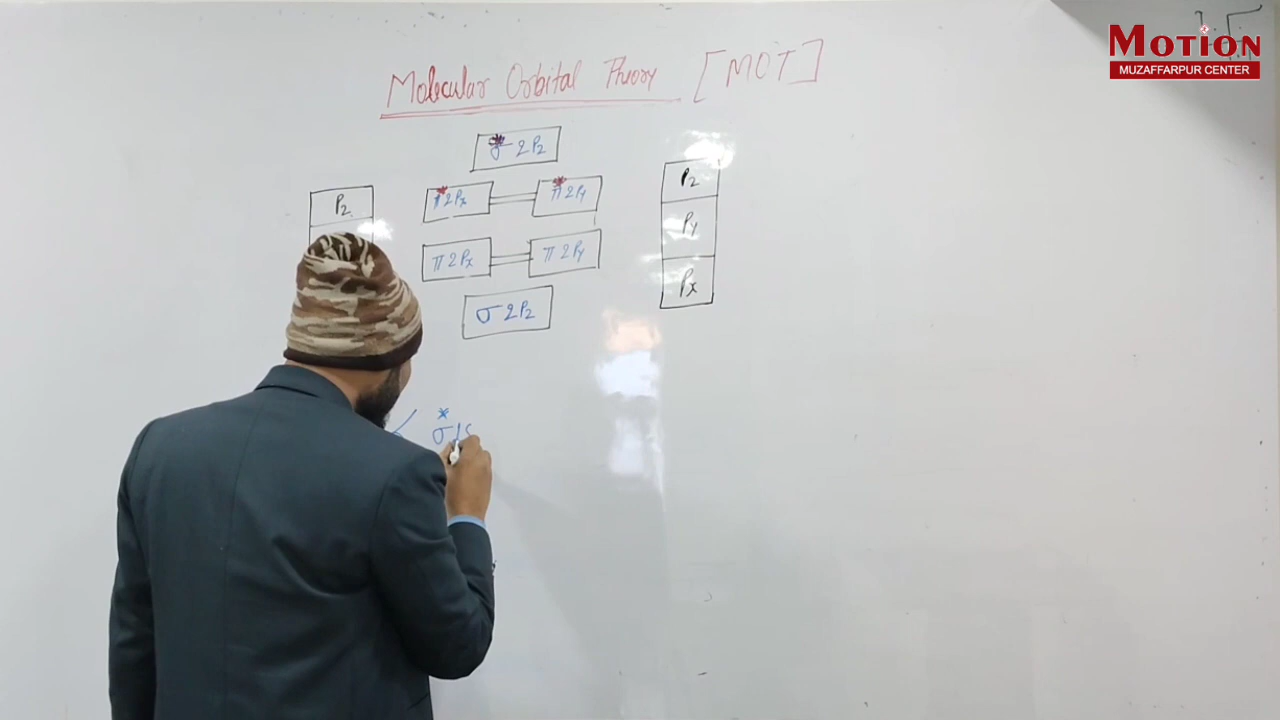 MOTION
MUZAFFARPUR CENTER
Molecular Orbital Theory [MOT]
σ* 2Pz
π* 2Px π* 2Py
Pz
Pz
Py
Px
π 2Px π 2Py
σ 2Pz
σ* 1s